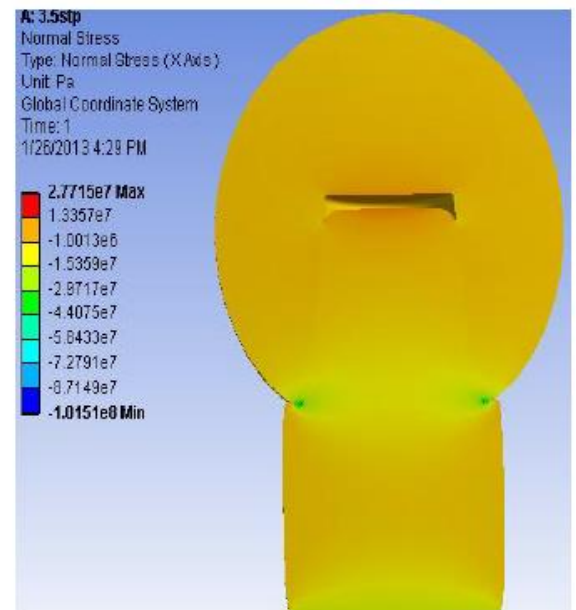 A: 3.5stp
Normal Stress
Type: Normal Stress (X Axis)
Unit: Pa
Global Coordinate System
Time: 1
1/26/2013 4:29 PM
2.7715e7 Max
1.3357e7
-1.0013e6
-1.5359e7
-2.9717e7
-4.4075e7
-5.8433e7
-7.2791e7
-8.7149e7
-1.0151e8 Min